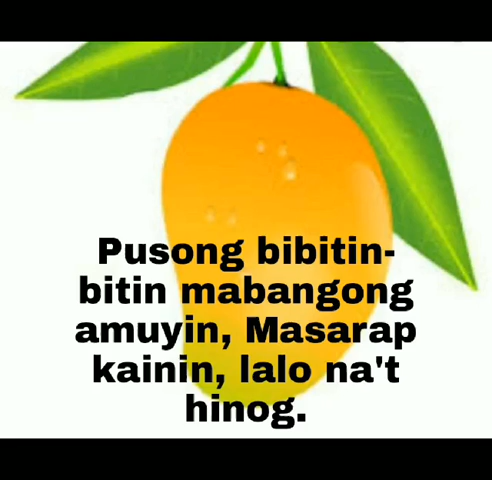 Pusong bibitin-
bitin mabangong
amuyin, Masarap
kainin, lalo na't
hinog.